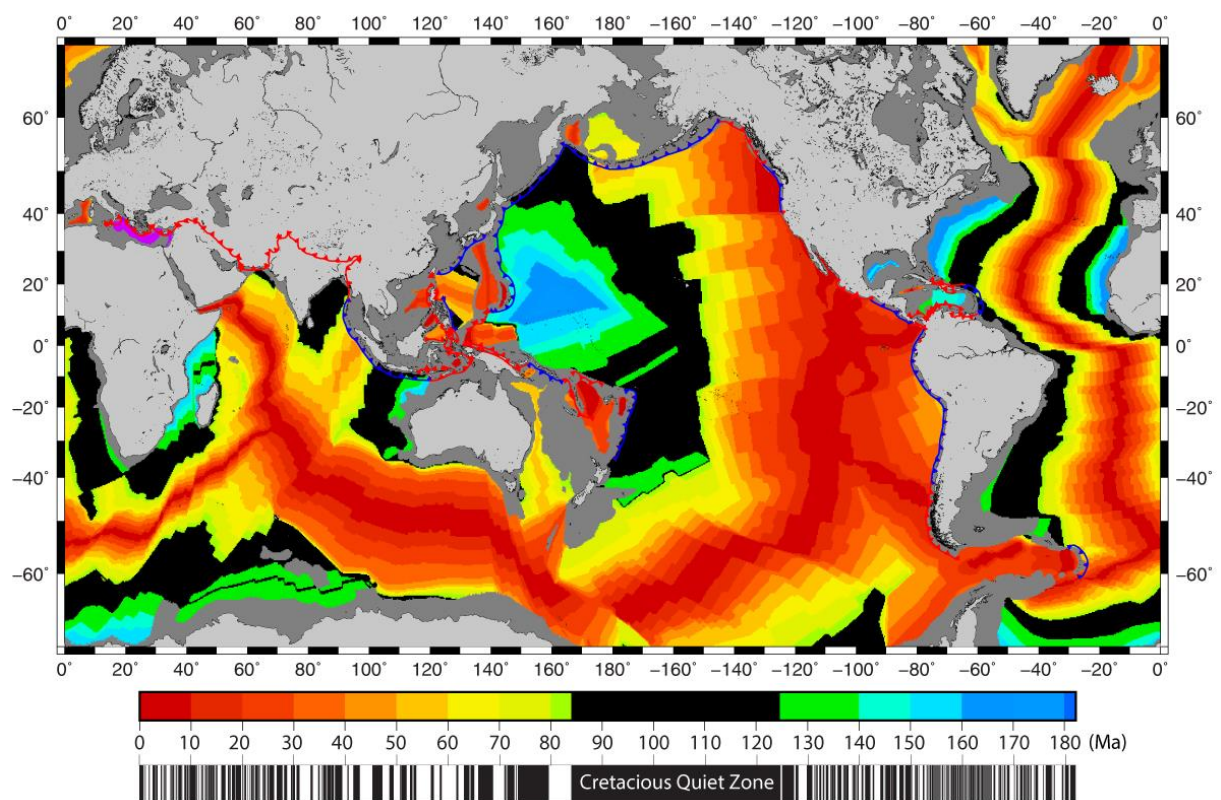 0° 20° 40° 60° 80° 100° 120° 140° 160° 180° −160° −140° −120° −100° −80° −60° −40° −20° 0°
60° 60°
40° 40°
20° 20°
0° 0°
−20° −20°
−40° −40°
−60° −60°
0 20 40 60 80 100 120 140 160 180 −160 −140 −120 −100 −80 −60 −40 −20 0
0 10 20 30 40 50 60 70 80 90 100 110 120 130 140 150 160 170 180 (Ma)
Cretacious Quiet Zone